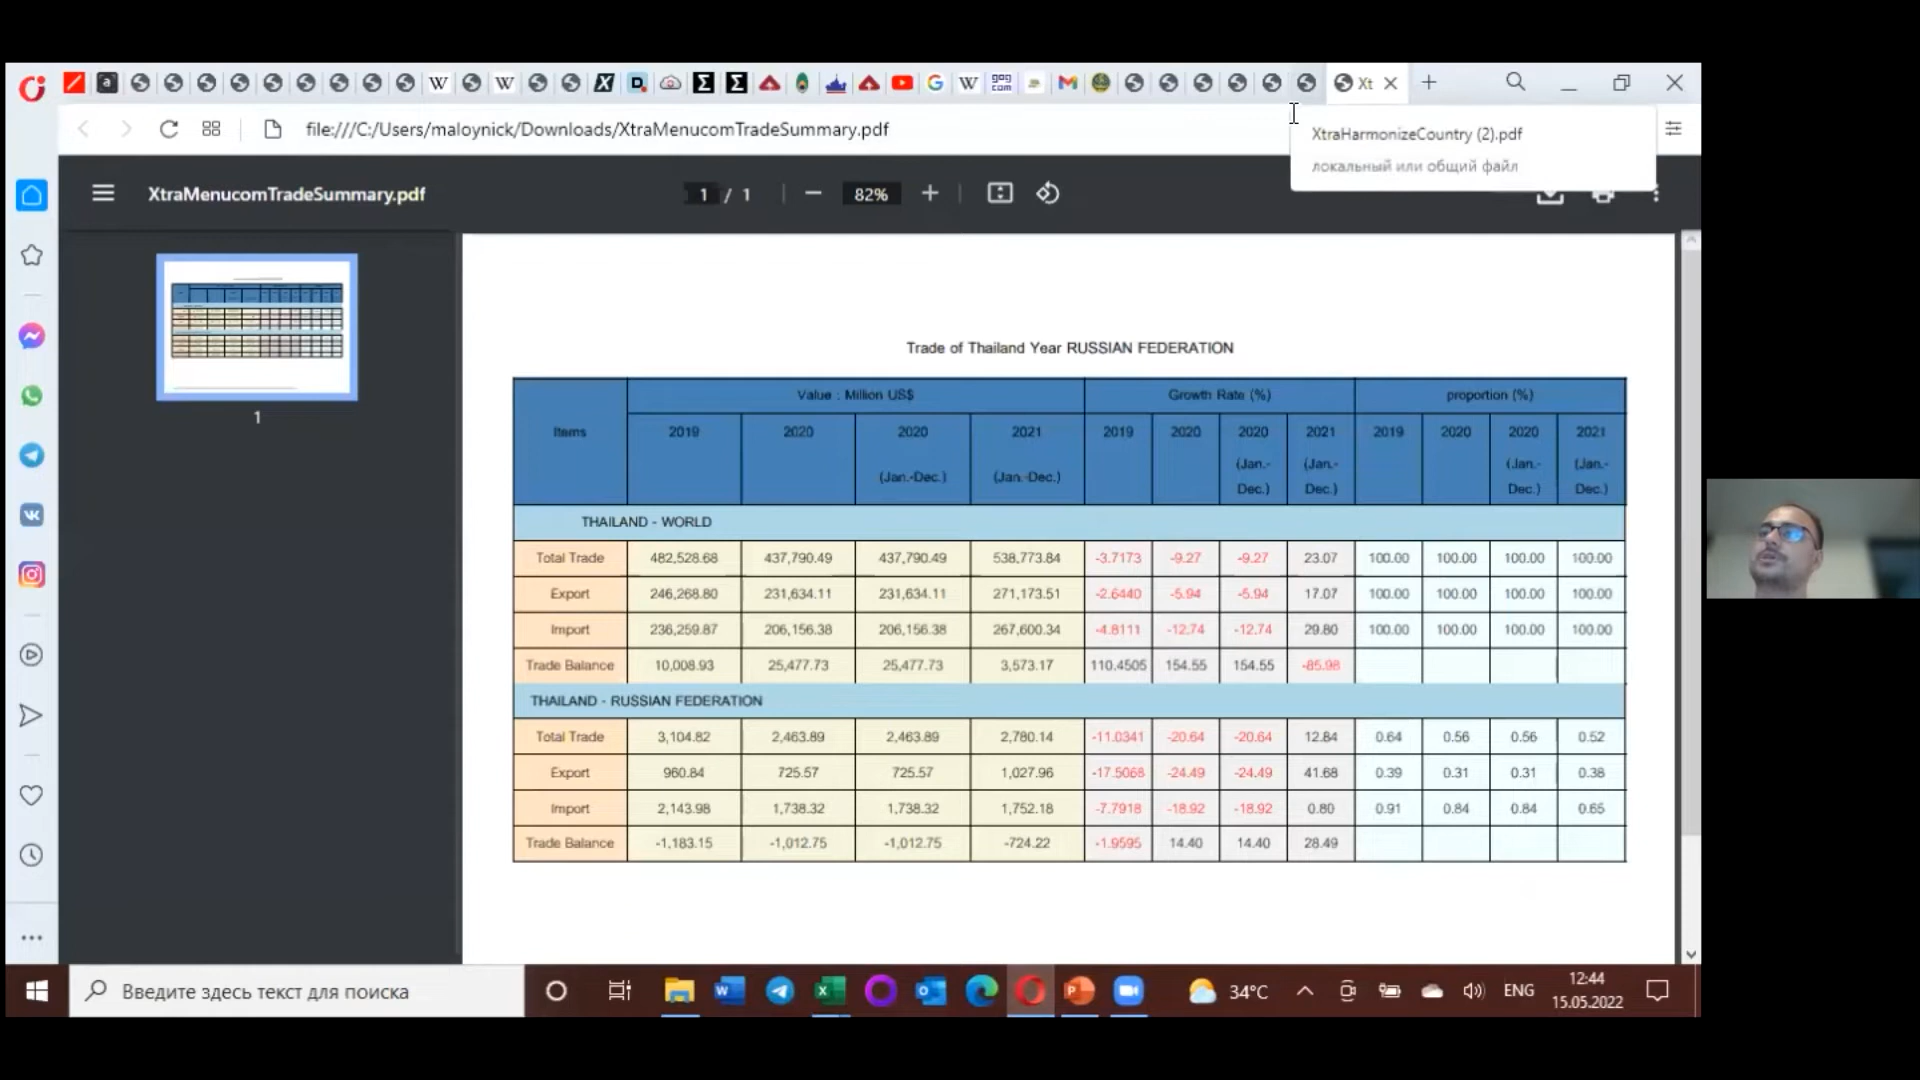 Xt
file:///C:/Users/maloynick/Downloads/XtraMenucomTradeSummary.pdf
XtraHarmonizeCountry (2).pdf
локальный или общий файл
XtraMenucomTradeSummary.pdf
1 / 1
82%
1
Trade of Thailand Year RUSSIAN FEDERATION
Items Value : Million US$ Growth Rate (%) proportion (%)
2019 2020 2020 (Jan.-Dec.) 2021 (Jan.-Dec.) 2019 2020 2020 (Jan.-Dec.) 2021 (Jan.-Dec.) 2019 2020 2020 (Jan.-Dec.) 2021 (Jan.-Dec.)
THAILAND - WORLD
Total Trade 482,528.68 437,790.49 437,790.49 538,773.84 -3.7173 -9.27 -9.27 23.07 100.00 100.00 100.00 100.00
Export 246,268.80 231,634.11 231,634.11 271,173.51 -2.6440 -5.94 -5.94 17.07 100.00 100.00 100.00 100.00
Import 236,259.87 206,156.38 206,156.38 267,600.34 -4.8111 -12.74 -12.74 29.80 100.00 100.00 100.00 100.00
Trade Balance 10,008.93 25,477.73 25,477.73 3,573.17 110.4505 154.55 154.55 -85.98
THAILAND - RUSSIAN FEDERATION
Total Trade 3,104.82 2,463.89 2,463.89 2,780.14 -11.0341 -20.64 -20.64 12.84 0.64 0.56 0.56 0.52
Export 960.84 725.57 725.57 1,027.96 -17.5068 -24.49 -24.49 41.68 0.39 0.31 0.31 0.38
Import 2,143.98 1,738.32 1,738.32 1,752.18 -7.7918 -18.92 -18.92 0.80 0.91 0.84 0.84 0.65
Trade Balance -1,183.15 -1,012.75 -1,012.75 -724.22 -1.9595 14.40 14.40 28.49
Введите здесь текст для поиска
34°C
ENG
12:44
15.05.2022